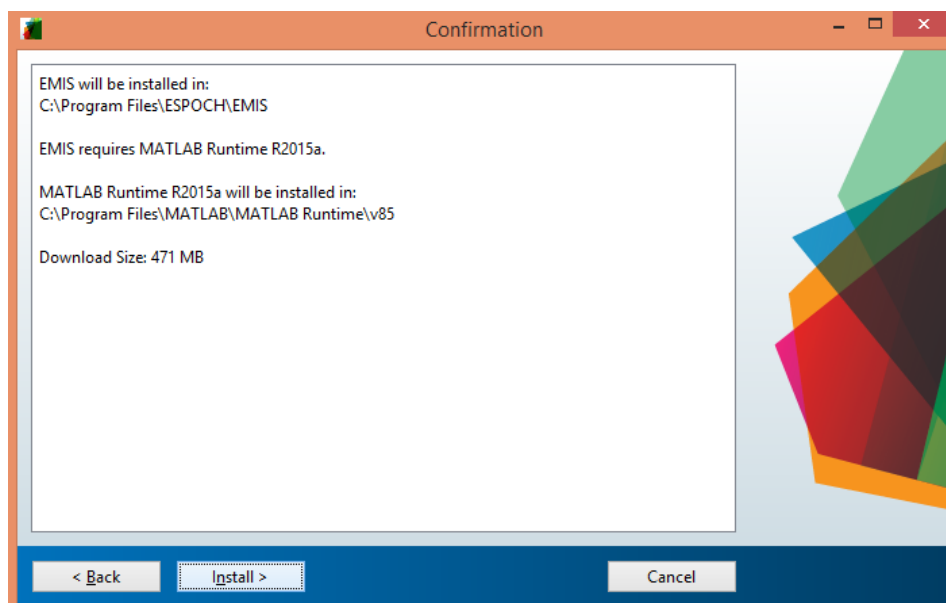 Confirmation
EMIS will be installed in:
C:\Program Files\ESPOCH\EMIS
EMIS requires MATLAB Runtime R2015a.
MATLAB Runtime R2015a will be installed in:
C:\Program Files\MATLAB\MATLAB Runtime\v85
Download Size: 471 MB
< Back
Install >
Cancel